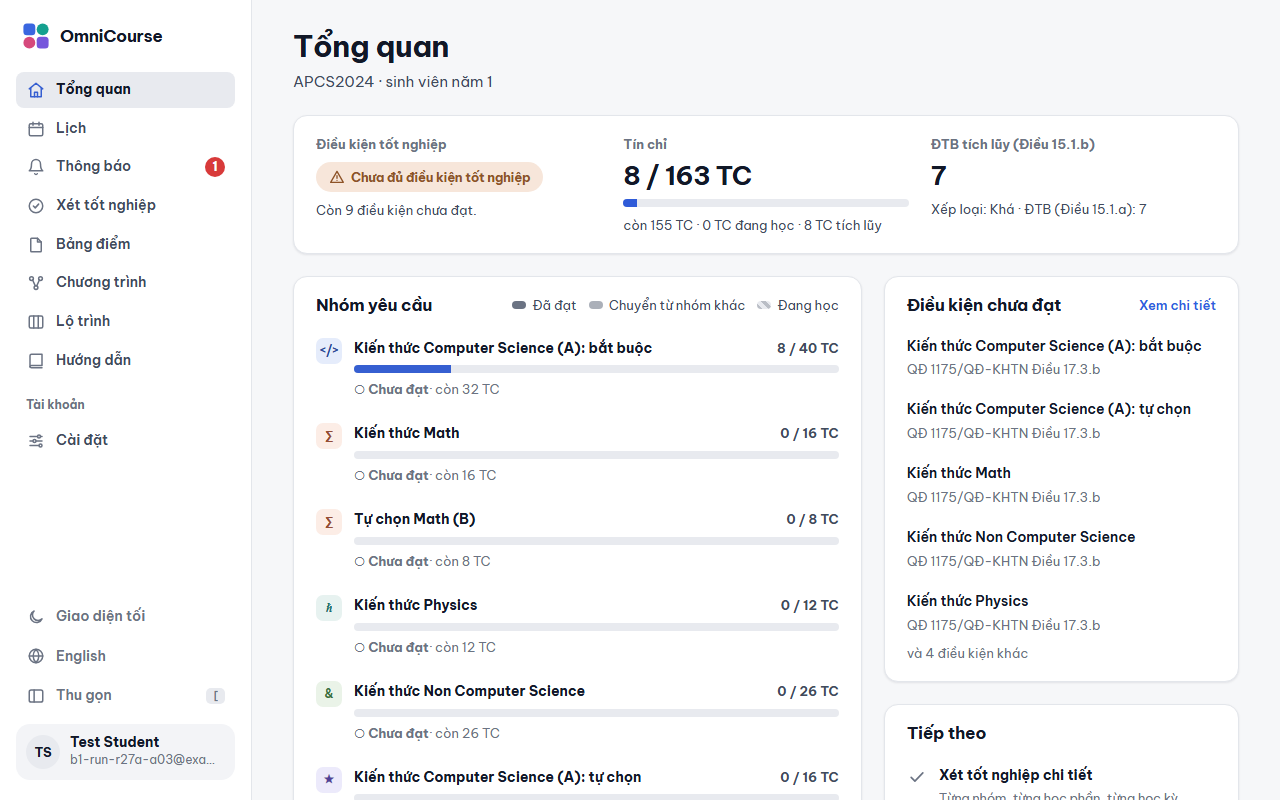 OmniCourse
Tổng quan
Lịch
Thông báo 1
Xét tốt nghiệp
Bảng điểm
Chương trình
Lộ trình
Hướng dẫn
Tài khoản
Cài đặt
Giao diện tối
English
Thu gọn [
TS
Test Student
b1-run-r27a-a03@exa...
Tổng quan
APCS2024 · sinh viên năm 1
Điều kiện tốt nghiệp
Chưa đủ điều kiện tốt nghiệp
Còn 9 điều kiện chưa đạt.
Tín chỉ
8 / 163 TC
còn 155 TC · 0 TC đang học · 8 TC tích lũy
ĐTB tích lũy (Điều 15.1.b)
7
Xếp loại: Khá · ĐTB (Điều 15.1.a): 7
Nhóm yêu cầu
Đã đạt
Chuyển từ nhóm khác
Đang học
</> Kiến thức Computer Science (A): bắt buộc 8 / 40 TC
Chưa đạt · còn 32 TC
∑ Kiến thức Math 0 / 16 TC
Chưa đạt · còn 16 TC
∑ Tự chọn Math (B) 0 / 8 TC
Chưa đạt · còn 8 TC
ℏ Kiến thức Physics 0 / 12 TC
Chưa đạt · còn 12 TC
& Kiến thức Non Computer Science 0 / 26 TC
Chưa đạt · còn 26 TC
★ Kiến thức Computer Science (A): tự chọn 0 / 16 TC
Điều kiện chưa đạt
Xem chi tiết
Kiến thức Computer Science (A): bắt buộc
QĐ 1175/QĐ-KHTN Điều 17.3.b
Kiến thức Computer Science (A): tự chọn
QĐ 1175/QĐ-KHTN Điều 17.3.b
Kiến thức Math
QĐ 1175/QĐ-KHTN Điều 17.3.b
Kiến thức Non Computer Science
QĐ 1175/QĐ-KHTN Điều 17.3.b
Kiến thức Physics
QĐ 1175/QĐ-KHTN Điều 17.3.b
và 4 điều kiện khác
Tiếp theo
Xét tốt nghiệp chi tiết
Từng nhóm, từng học phần, từng học kỳ